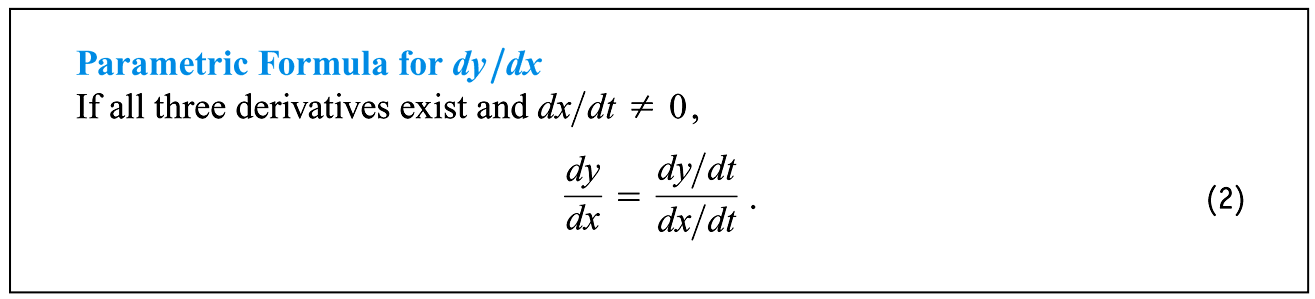 Parametric Formula for dy/dx
If all three derivatives exist and dx/dt ≠ 0,
dy/dx = (dy/dt)/(dx/dt). (2)